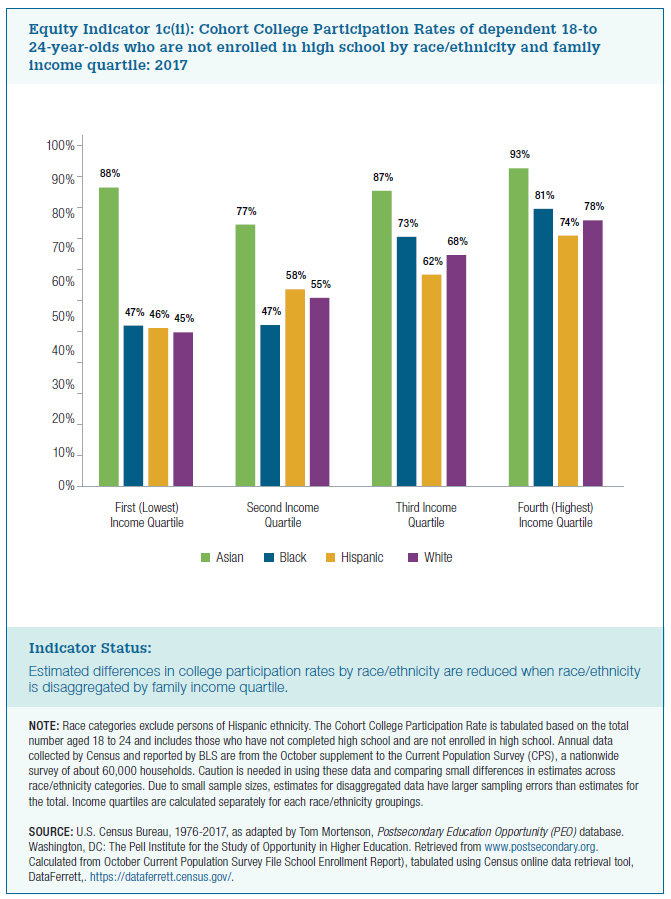 Equity Indicator 1c(ii): Cohort College Participation Rates of dependent 18-to
24-year-olds who are not enrolled in high school by race/ethnicity and family
income quartile: 2017
100%
90%
80%
70%
60%
50%
40%
30%
20%
10%
0%
88%
47% 46% 45%
77%
47%
58%
55%
87%
73%
62%
68%
93%
81%
74%
78%
First (Lowest)
Income Quartile
Second Income
Quartile
Third Income
Quartile
Fourth (Highest)
Income Quartile
Asian Black Hispanic White
Indicator Status:
Estimated differences in college participation rates by race/ethnicity are reduced when race/ethnicity
is disaggregated by family income quartile.
NOTE: Race categories exclude persons of Hispanic ethnicity. The Cohort College Participation Rate is tabulated based on the total
number aged 18 to 24 and includes those who have not completed high school and are not enrolled in high school. Annual data
collected by Census and reported by BLS are from the October supplement to the Current Population Survey (CPS), a nationwide
survey of about 60,000 households. Caution is needed in using these data and comparing small differences in estimates across
race/ethnicity categories. Due to small sample sizes, estimates for disaggregated data have larger sampling errors than estimates for
the total. Income quartiles are calculated separately for each race/ethnicity groupings.
SOURCE: U.S. Census Bureau, 1976-2017, as adapted by Tom Mortenson, Postsecondary Education Opportunity (PEO) database.
Washington, DC: The Pell Institute for the Study of Opportunity in Higher Education. Retrieved from www.postsecondary.org.
Calculated from October Current Population Survey File School Enrollment Report), tabulated using Census online data retrieval tool,
DataFerrett,. https://dataferrett.census.gov/.